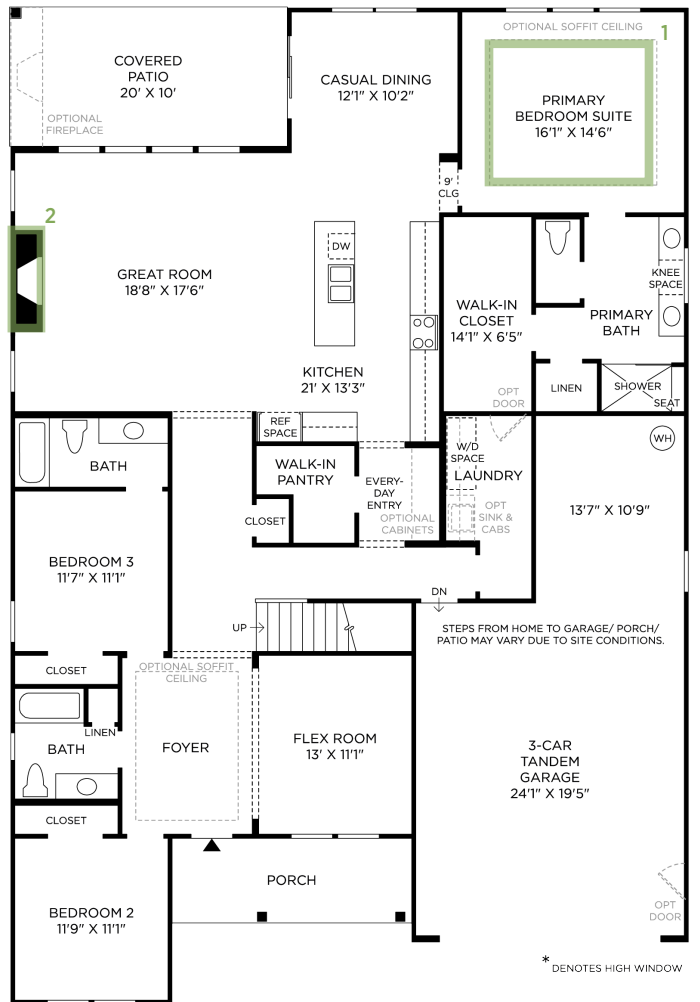 OPTIONAL SOFFIT CEILING
1
COVERED
PATIO
20' X 10'
OPTIONAL
FIREPLACE
CASUAL DINING
12'1" X 10'2"
PRIMARY
BEDROOM SUITE
16'1" X 14'6"
9'
CLG
2
GREAT ROOM
18'8" X 17'6"
DW
KITCHEN
21' X 13'3"
WALK-IN
CLOSET
14'1" X 6'5"
KNEE
SPACE
PRIMARY
BATH
OPT
DOOR
LINEN
SHOWER
SEAT
REF
SPACE
BATH
WALK-IN
PANTRY
EVERY-
DAY
ENTRY
OPTIONAL
CABINETS
CLOSET
W/D
SPACE
LAUNDRY
OPT
SINK &
CABS
WH
13'7" X 10'9"
BEDROOM 3
11'7" X 11'1"
DN
UP
STEPS FROM HOME TO GARAGE/ PORCH/
PATIO MAY VARY DUE TO SITE CONDITIONS.
CLOSET
OPTIONAL SOFFIT
CEILING
LINEN
BATH
FOYER
FLEX ROOM
13' X 11'1"
3-CAR
TANDEM
GARAGE
24'1" X 19'5"
CLOSET
PORCH
BEDROOM 2
11'9" X 11'1"
OPT
DOOR
* DENOTES HIGH WINDOW